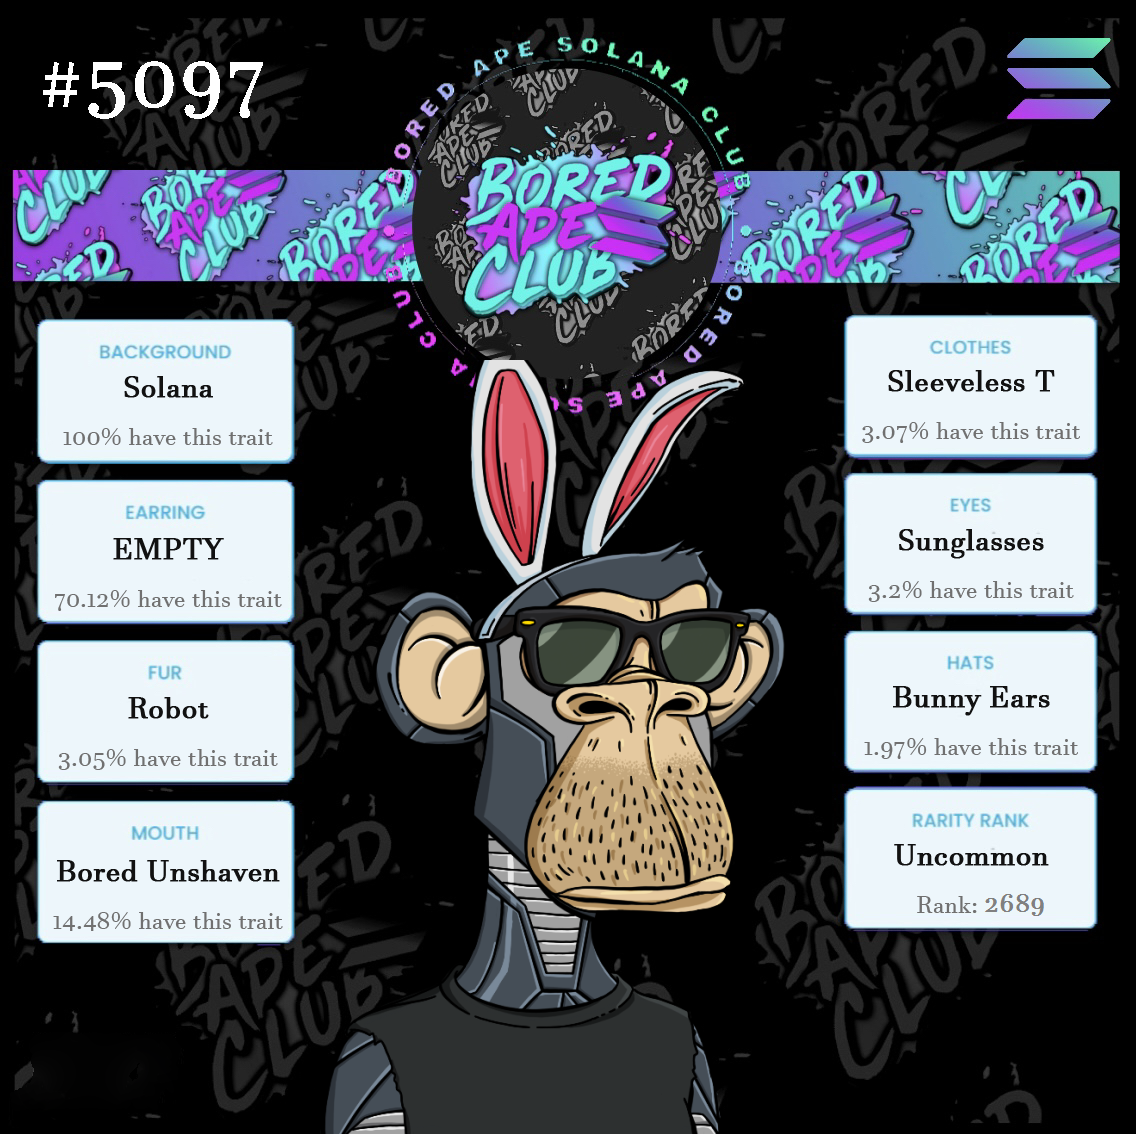 #5097
BORED APE SOLANA CLUB
BORED
APE
CLUB
BACKGROUND
Solana
100% have this trait
EARRING
EMPTY
70.12% have this trait
FUR
Robot
3.05% have this trait
MOUTH
Bored Unshaven
14.48% have this trait
CLOTHES
Sleeveless T
3.07% have this trait
EYES
Sunglasses
3.2% have this trait
HATS
Bunny Ears
1.97% have this trait
RARITY RANK
Uncommon
Rank: 2689